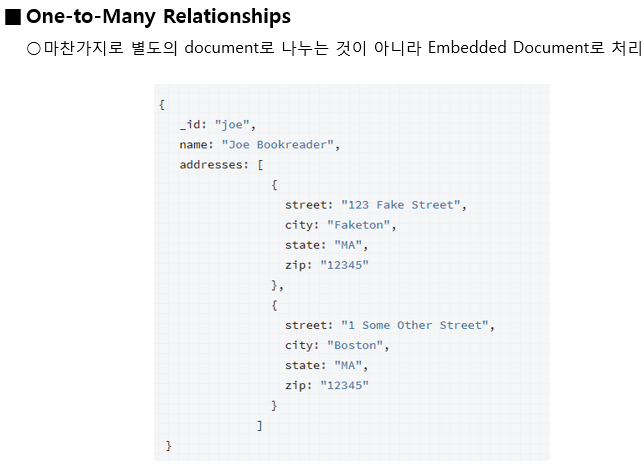 ■ One-to-Many Relationships
○마찬가지로 별도의 document로 나누는 것이 아니라 Embedded Document로 처리
{
_id: "joe",
name: "Joe Bookreader",
addresses: [
{
street: "123 Fake Street",
city: "Faketon",
state: "MA",
zip: "12345"
},
{
street: "1 Some Other Street",
city: "Boston",
state: "MA",
zip: "12345"
}
]
}